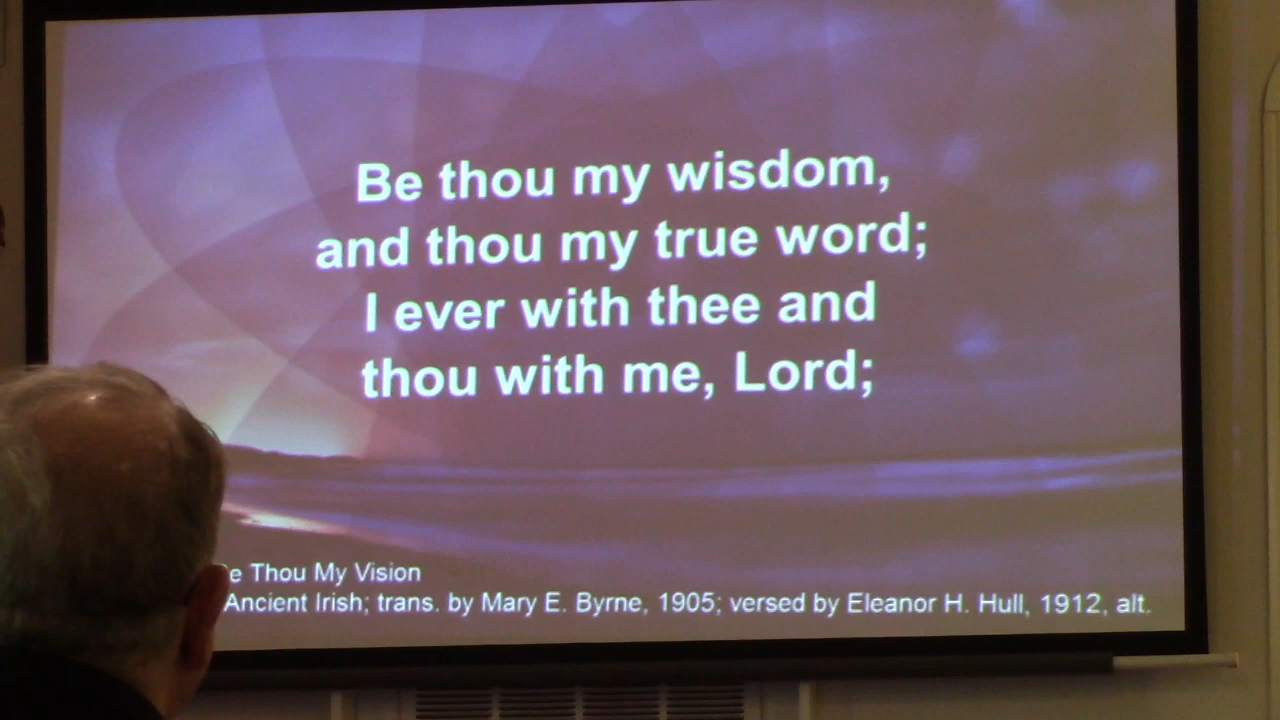 Be thou my wisdom,
and thou my true word;
I ever with thee and
thou with me, Lord;
e Thou My Vision
Ancient Irish; trans. by Mary E. Byrne, 1905; versed by Eleanor H. Hull, 1912, alt.